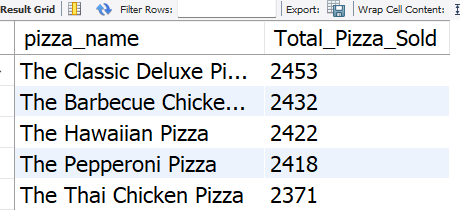 Result Grid Filter Rows: Export: Wrap Cell Content:
pizza_name Total_Pizza_Sold
The Classic Deluxe Pi... 2453
The Barbecue Chicke... 2432
The Hawaiian Pizza 2422
The Pepperoni Pizza 2418
The Thai Chicken Pizza 2371